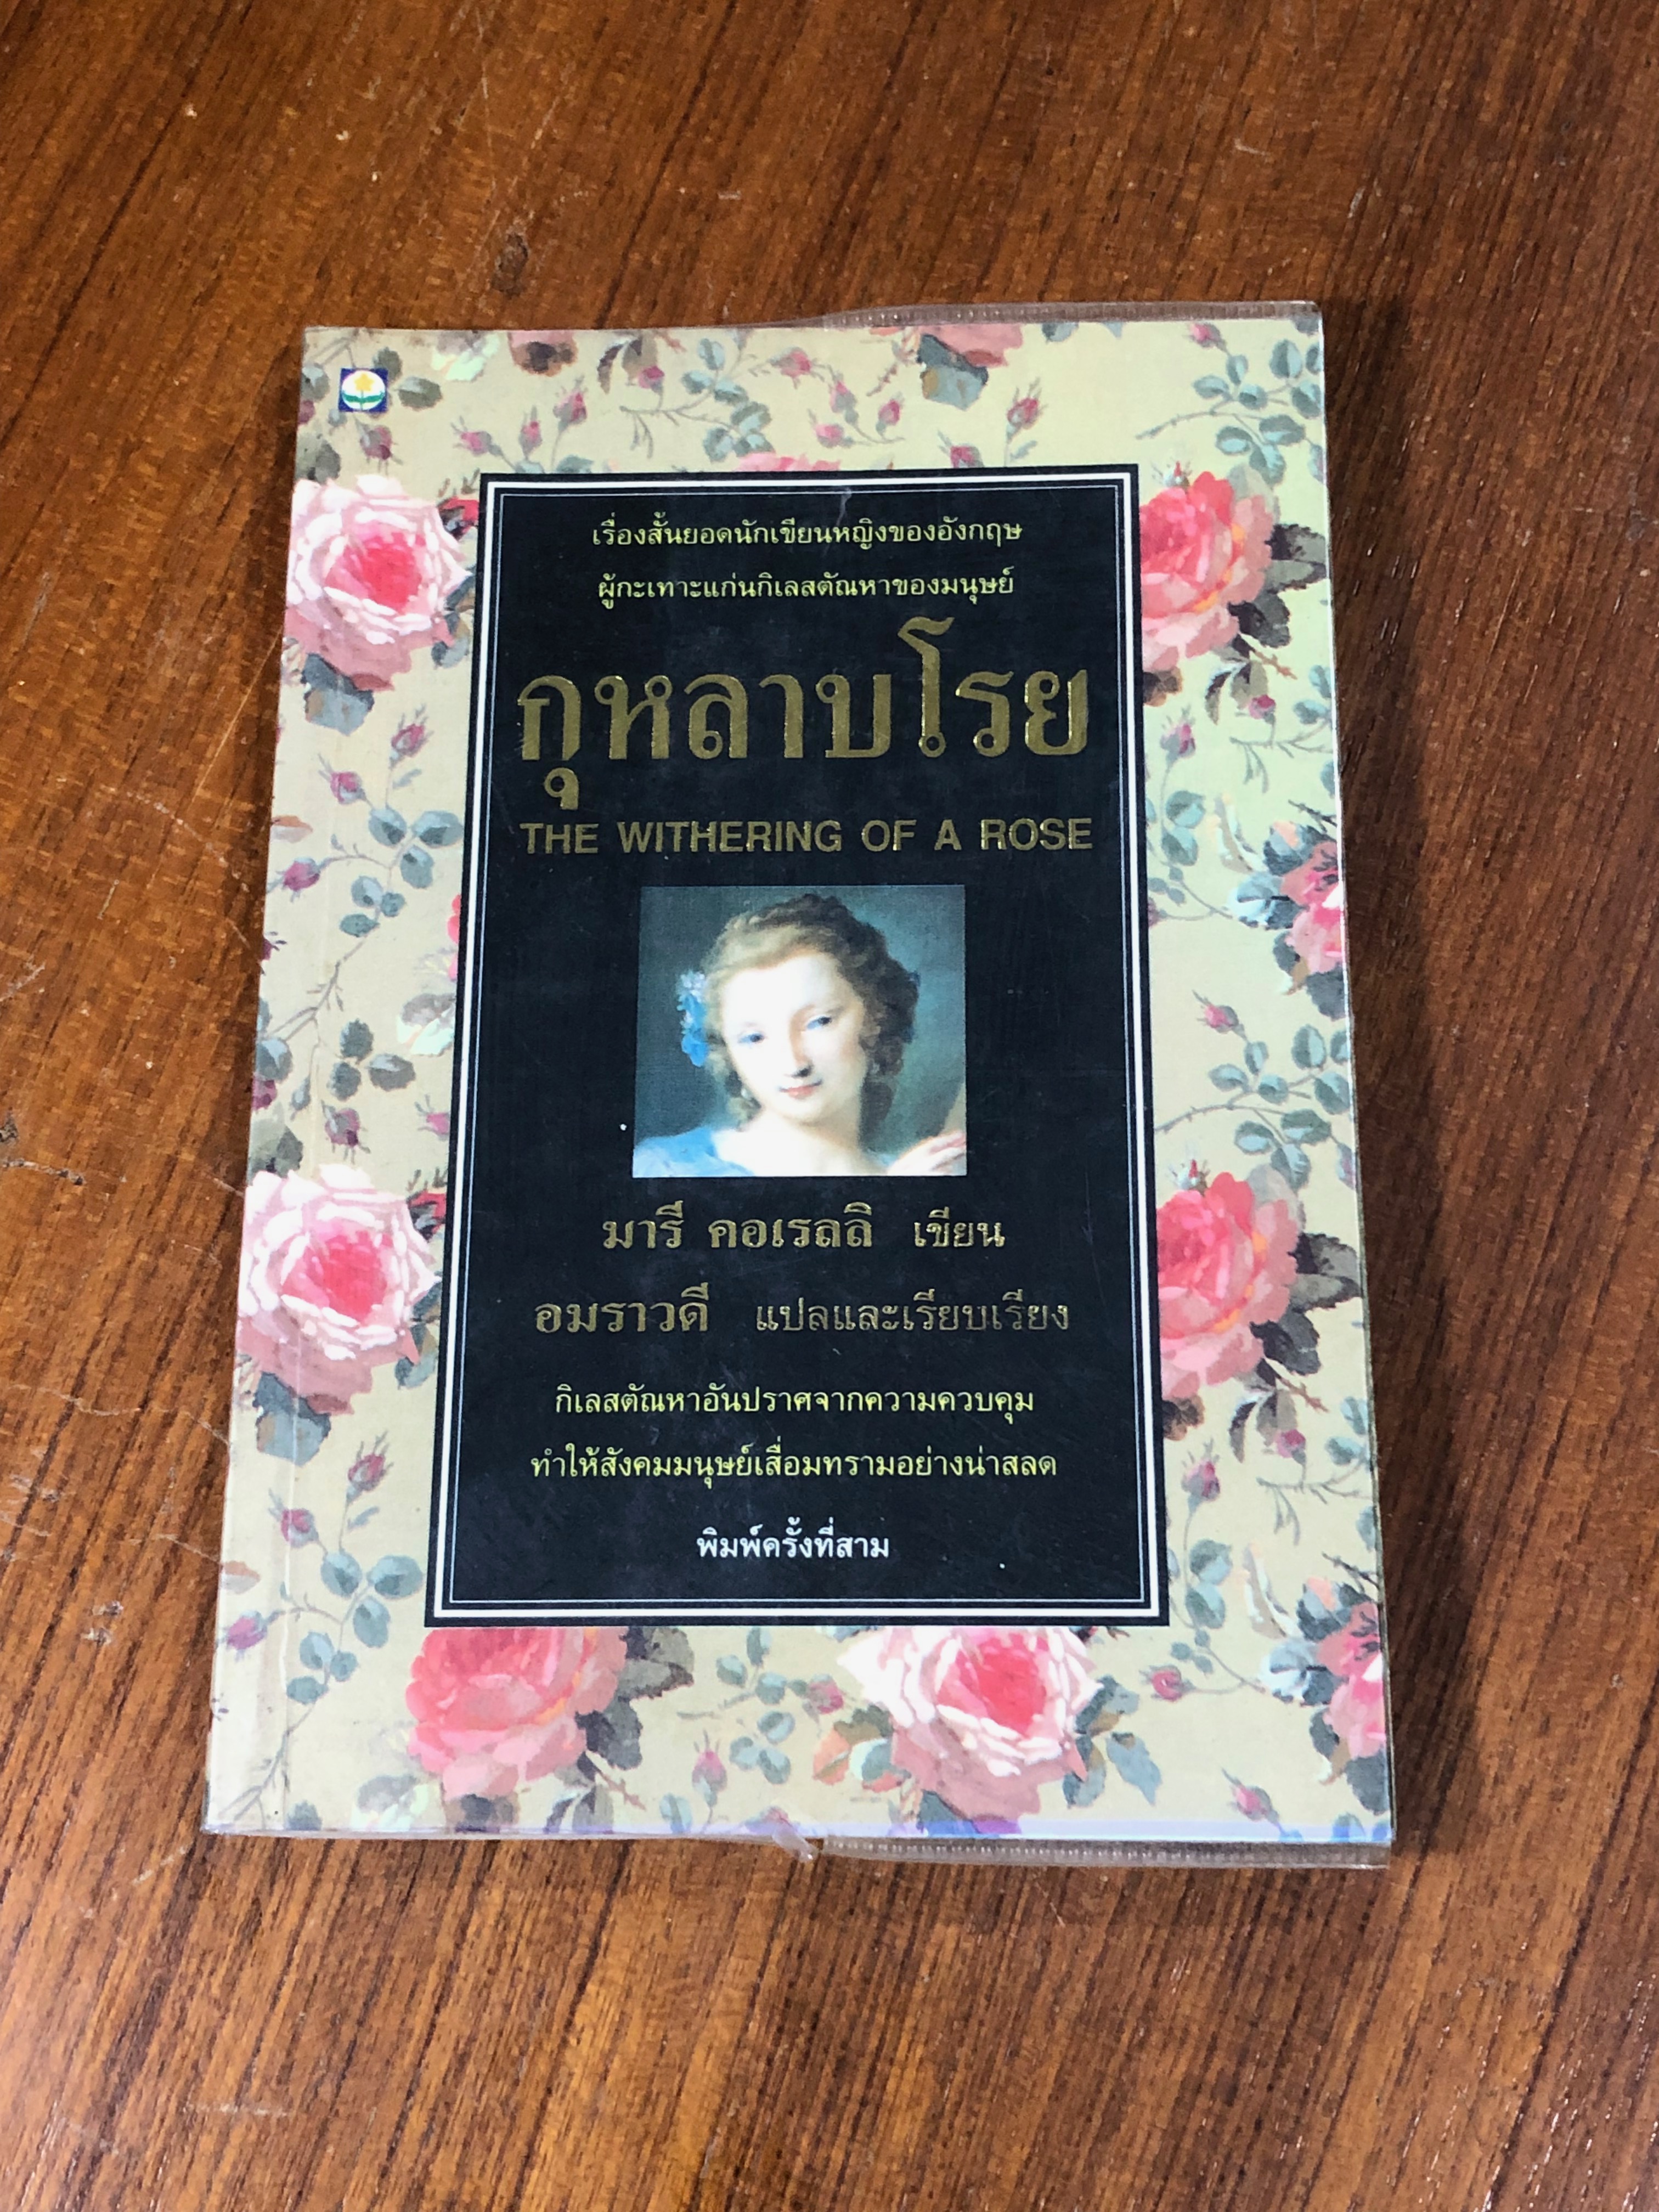 เรื่องสั้นยอดนักเขียนหญิงของอังกฤษ
ผู้กะเทาะแก่นกิเลสตัณหาของมนุษย์
กุหลาบโรย
THE WITHERING OF A ROSE
มารี คอเรลลิ เขียน
อมราวดี แปลและเรียบเรียง
กิเลสตัณหาอันปราศจากความควบคุม
ทำให้สังคมมนุษย์เสื่อมทรามอย่างน่าสลด
พิมพ์ครั้งที่สาม